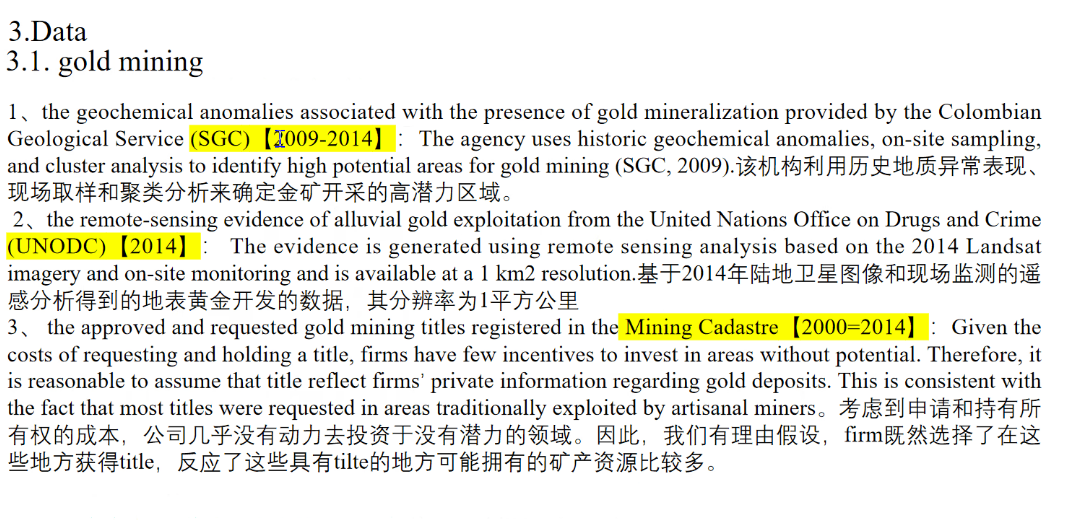 3.Data
3.1. gold mining
1、the geochemical anomalies associated with the presence of gold mineralization provided by the Colombian
Geological Service (SGC)【2009-2014】： The agency uses historic geochemical anomalies, on-site sampling,
and cluster analysis to identify high potential areas for gold mining (SGC, 2009).该机构利用历史地质异常表现、
现场取样和聚类分析来确定金矿开采的高潜力区域。
2、the remote-sensing evidence of alluvial gold exploitation from the United Nations Office on Drugs and Crime
(UNODC)【2014】： The evidence is generated using remote sensing analysis based on the 2014 Landsat
imagery and on-site monitoring and is available at a 1 km2 resolution.基于2014年陆地卫星图像和现场监测的遥
感分析得到的地表黄金开发的数据，其分辨率为1平方公里
3、 the approved and requested gold mining titles registered in the Mining Cadastre【2000=2014】： Given the
costs of requesting and holding a title, firms have few incentives to invest in areas without potential. Therefore, it
is reasonable to assume that title reflect firms’ private information regarding gold deposits. This is consistent with
the fact that most titles were requested in areas traditionally exploited by artisanal miners。考虑到申请和持有所
有权的成本，公司几乎没有动力去投资于没有潜力的领域。因此，我们有理由假设，firm既然选择了在这
些地方获得title，反应了这些具有tilte的地方可能拥有的矿产资源比较多。